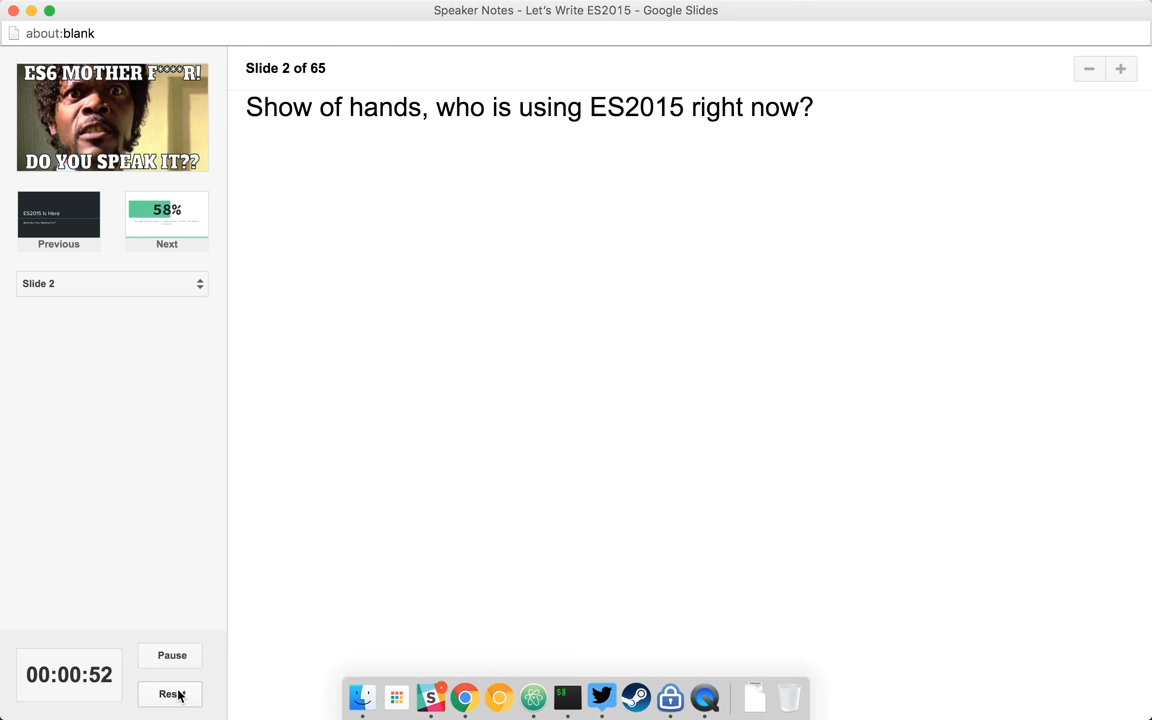 Speaker Notes - Let's Write ES2015 - Google Slides
about:blank
ES6 MOTHER F****R!
DO YOU SPEAK IT??
Slide 2 of 65
Show of hands, who is using ES2015 right now?
ES2015 Is Here
58%
Previous
Next
Slide 2
00:00:52
Pause
Reset
S
$